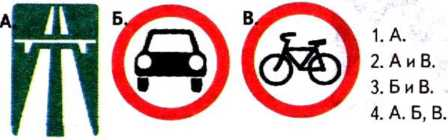 А. Б. В.
1. А.
2. А и В.
3. Б и В.
4. А. Б, В.